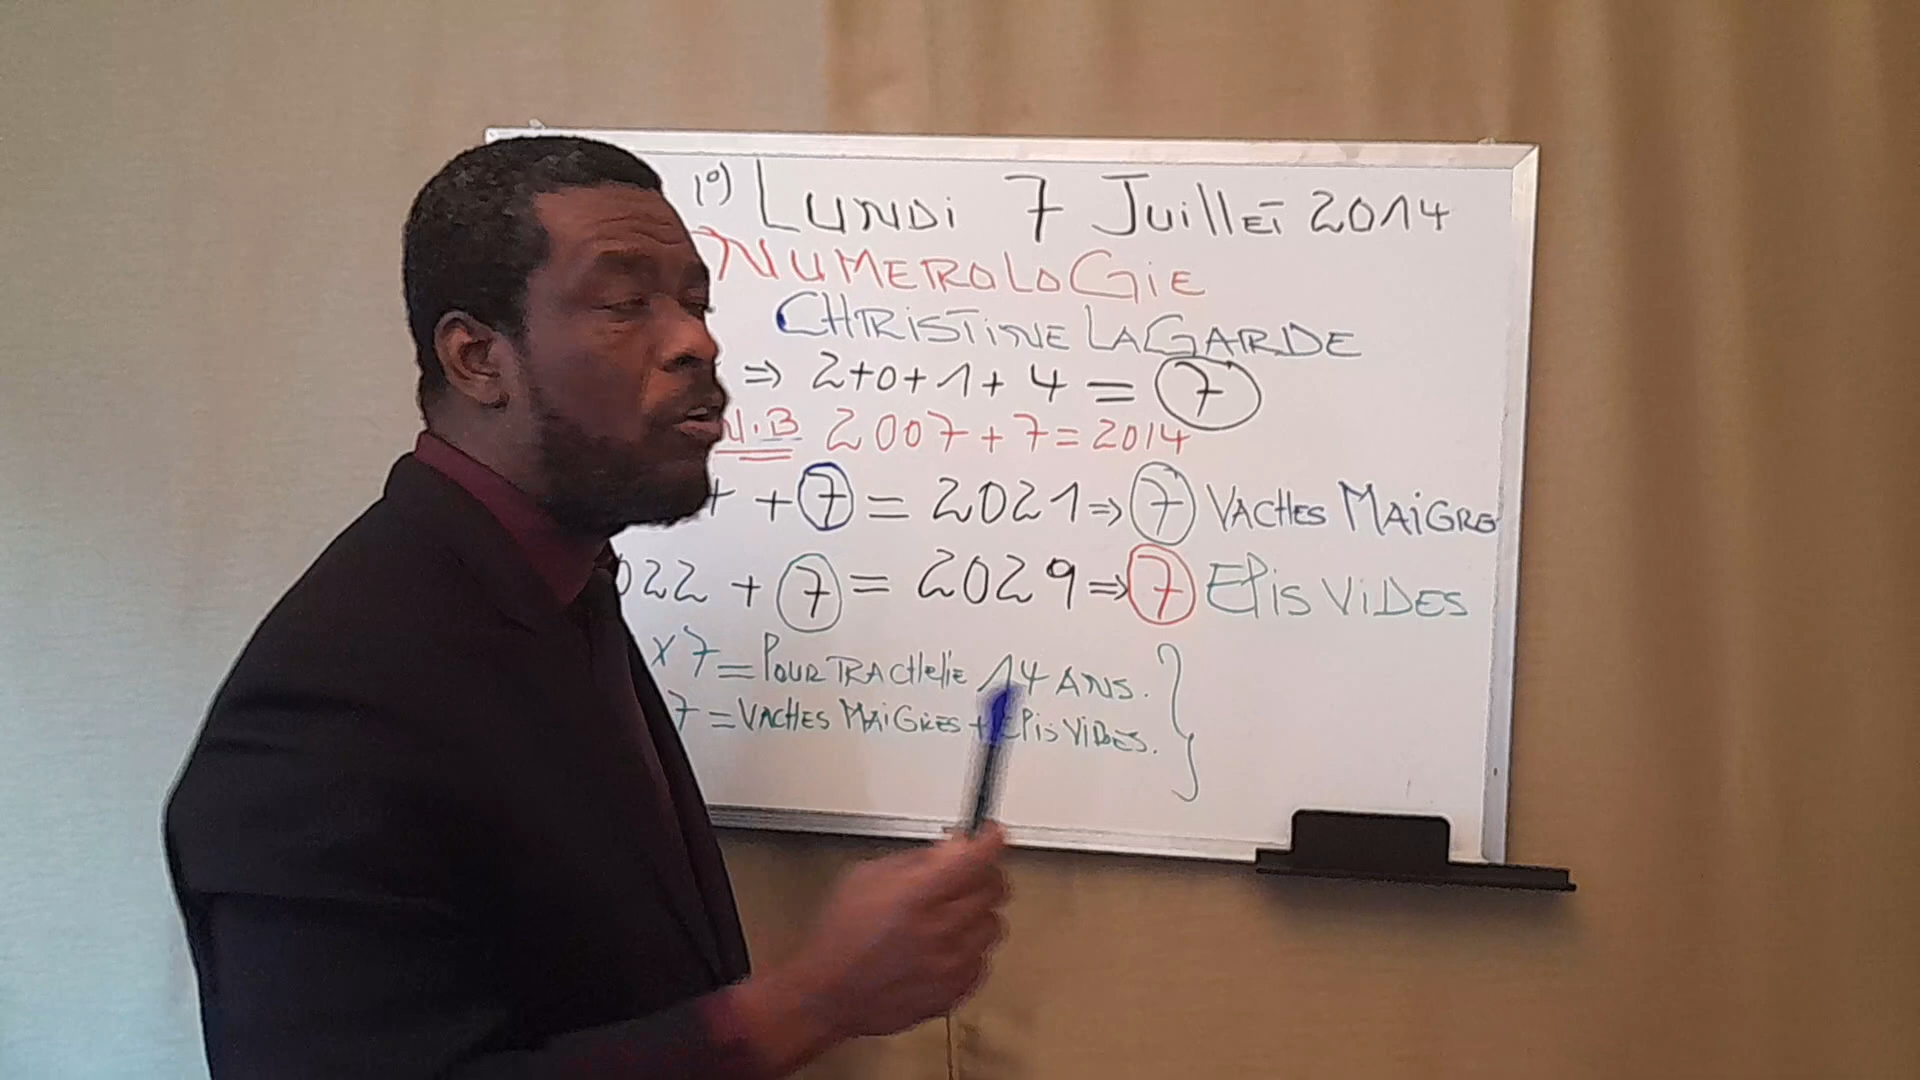 1°) LUNDi 7 JuillET 2014
NUMEROLOGiE
CHRISTINE LAGARDE
⇒ 2+0+1+4 = 7
N.B 2007+7=2014
+ 7 = 2021 ⇒ 7 VACHES MAiGRE
022 + 7 = 2029 ⇒ 7 EPis ViDES
x 7 = POUR TRACHElIE 14 ANS.
7 = VACHES MAiGRES + EPis ViDES.